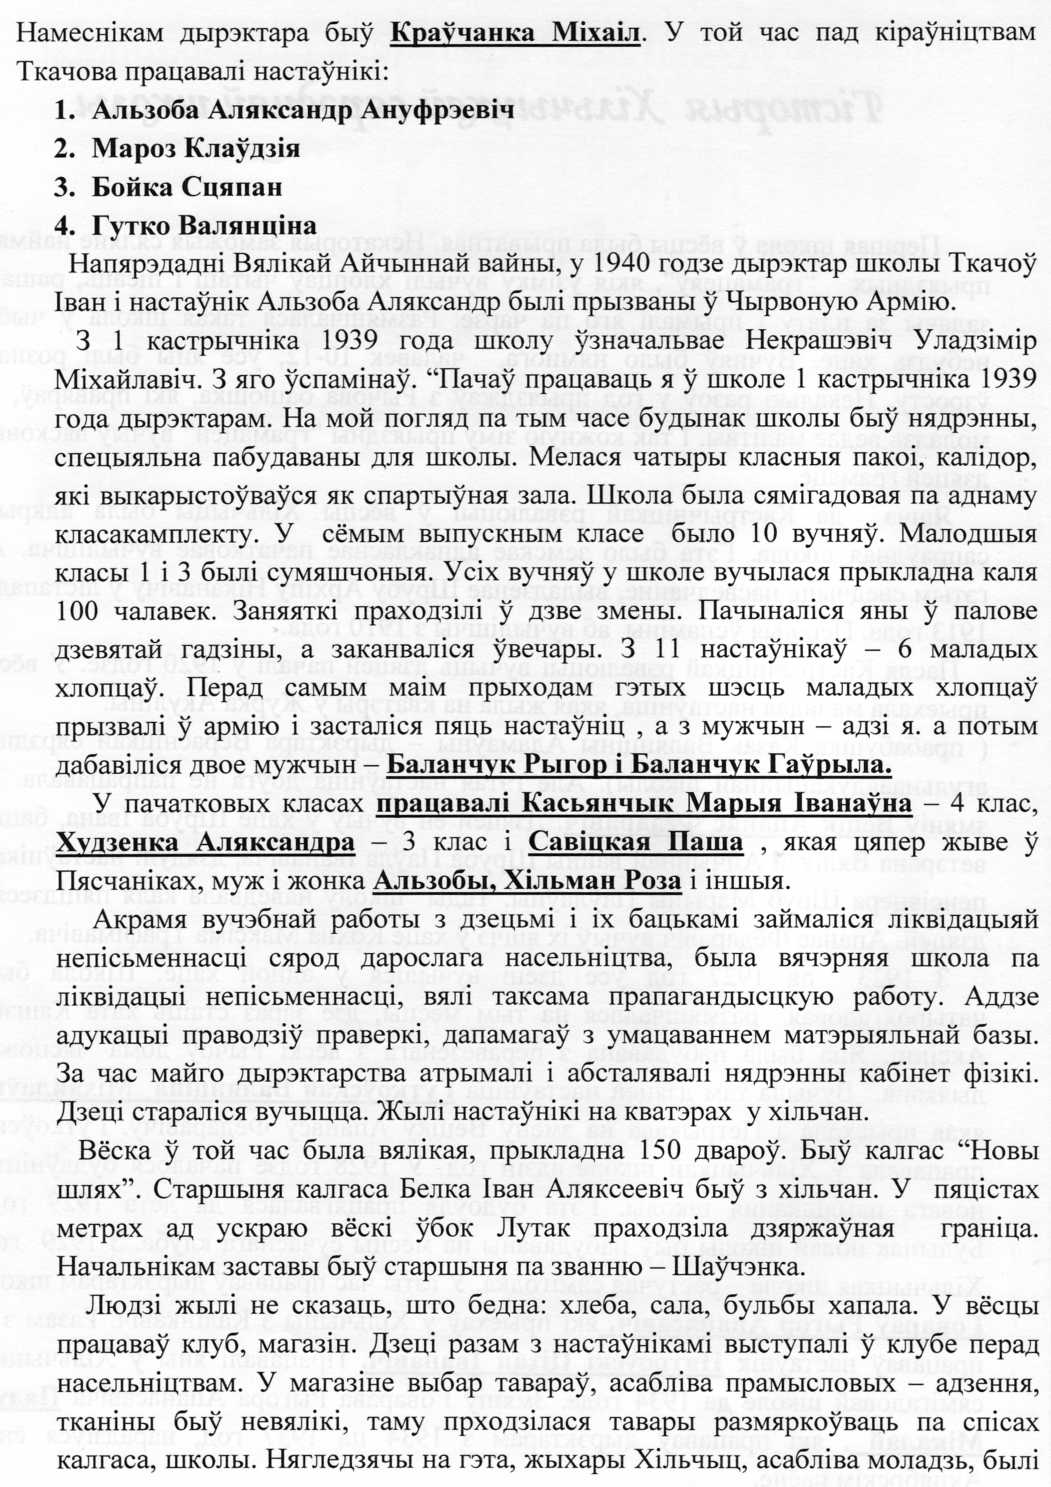 Намеснікам дырэктара быў Краўчанка Міхаіл. У той час пад кіраўніцтвам
Ткачова працавалі настаўнікі:
1. Альзоба Аляксандр Ануфрэевіч
2. Мароз Клаўдзія
3. Бойка Сцяпан
4. Гутко Валянціна
Напярэдадні Вялікай Айчыннай вайны, у 1940 годзе дырэктар школы Ткачоў
Іван і настаўнік Альзоба Аляксандр былі прызваны ў Чырвоную Армію.
З 1 кастрычніка 1939 года школу ўзначальвае Некрашэвіч Уладзімір
Міхайлавіч. З яго ўспамінаў. “Пачаў працаваць я ў школе 1 кастрычніка 1939
года дырэктарам. На мой погляд па тым часе будынак школы быў нядрэнны,
спецыяльна пабудаваны для школы. Мелася чатыры класныя пакоі, калідор,
які выкарыстоўваўся як спартыўная зала. Школа была сямігадовая па аднаму
класакамплекту. У сёмым выпускным класе было 10 вучняў. Малодшыя
класы 1 і 3 былі сумяшчоныя. Усіх вучняў у школе вучылася прыкладна каля
100 чалавек. Заняяткі праходзілі ў дзве змены. Пачыналіся яны ў палове
дзевятай гадзіны, а заканваліся ўвечары. З 11 настаўнікаў – 6 маладых
хлопцаў. Перад самым маім прыходам гэтых шэсць маладых хлопцаў
прызвалі ў армію і засталіся пяць настаўніц , а з мужчын – адзі я. а потым
дабавіліся двое мужчын – Баланчук Рыгор і Баланчук Гаўрыла.
У пачатковых класах працавалі Касьянчык Марыя Іванаўна – 4 клас,
Худзенка Аляксандра – 3 клас і Савіцкая Паша , якая цяпер жыве ў
Пясчаніках, муж і жонка Альзобы, Хільман Роза і іншыя.
Акрамя вучэбнай работы з дзецьмі і іх бацькамі займаліся ліквідацыяй
непісьменнасці сярод дарослага насельніцтва, была вячэрняя школа па
ліквідацыі непісьменнасці, вялі таксама прапагандысцкую работу. Аддзе
адукацыі праводзіў праверкі, дапамагаў з умацаваннем матэрыяльнай базы.
За час майго дырэктарства атрымалі і абсталявалі нядрэнны кабінет фізікі.
Дзеці стараліся вучыцца. Жылі настаўнікі на кватэрах у хільчан.
Вёска ў той час была вялікая, прыкладна 150 двароў. Быў калгас “Новы
шлях”. Старшыня калгаса Белка Іван Аляксеевіч быў з хільчан. У пяцістах
метрах ад ускраю вёскі ўбок Лутак праходзіла дзяржаўная граніца.
Начальнікам заставы быў старшыня па званню – Шаўчэнка.
Людзі жылі не сказаць, што бедна: хлеба, сала, бульбы хапала. У вёсцы
працаваў клуб, магазін. Дзеці разам з настаўнікамі выступалі ў клубе перад
насельніцтвам. У магазіне выбар тавараў, асабліва прамысловых – адзення,
тканіны быў невялікі, таму прходзілася тавары размяркоўваць па спісах
калгаса, школы. Нягледзячы на гэта, жыхары Хільчыц, асабліва моладзь, былі